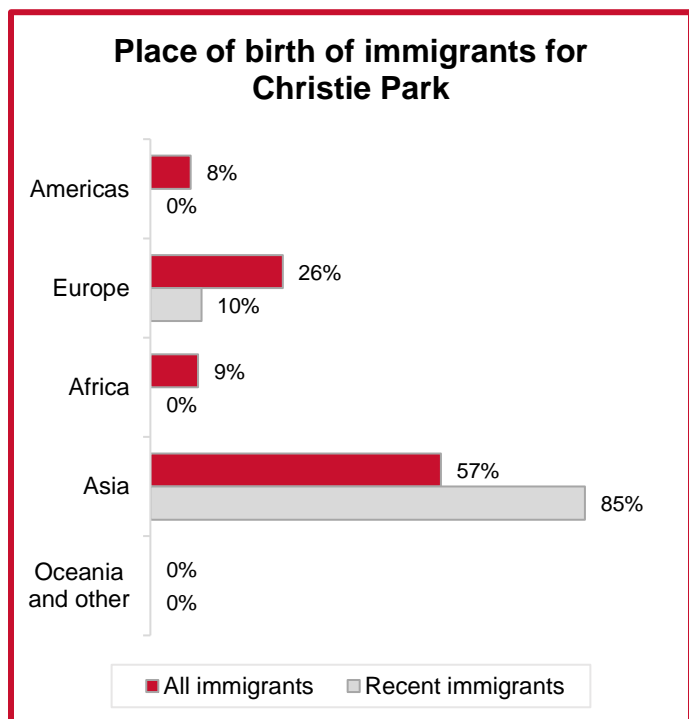 Place of birth of immigrants for
Christie Park
Americas
8%
0%
Europe
26%
10%
Africa
9%
0%
Asia
57%
85%
Oceania
and other
0%
0%
All immigrants
Recent immigrants